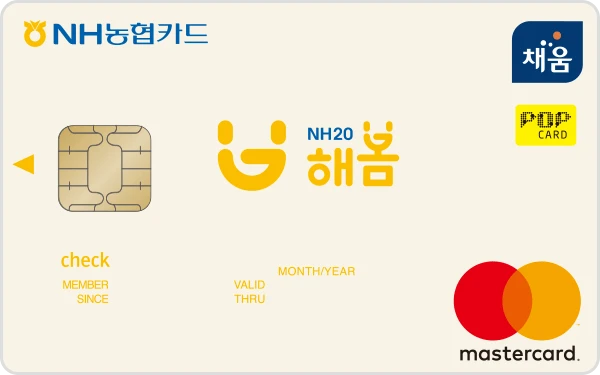 NH농협카드
채움
POP
CARD
NH20
해봄
check
MEMBER
SINCE
MONTH/YEAR
VALID
THRU
mastercard.